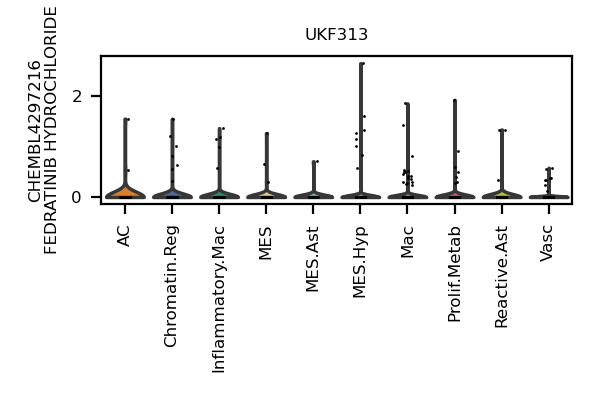 UKF313
CHEMBL4297216
FEDRATINIB HYDROCHLORIDE
2
0
AC
Chromatin.Reg
Inflammatory.Mac
MES
MES.Ast
MES.Hyp
Mac
Prolif.Metab
Reactive.Ast
Vasc